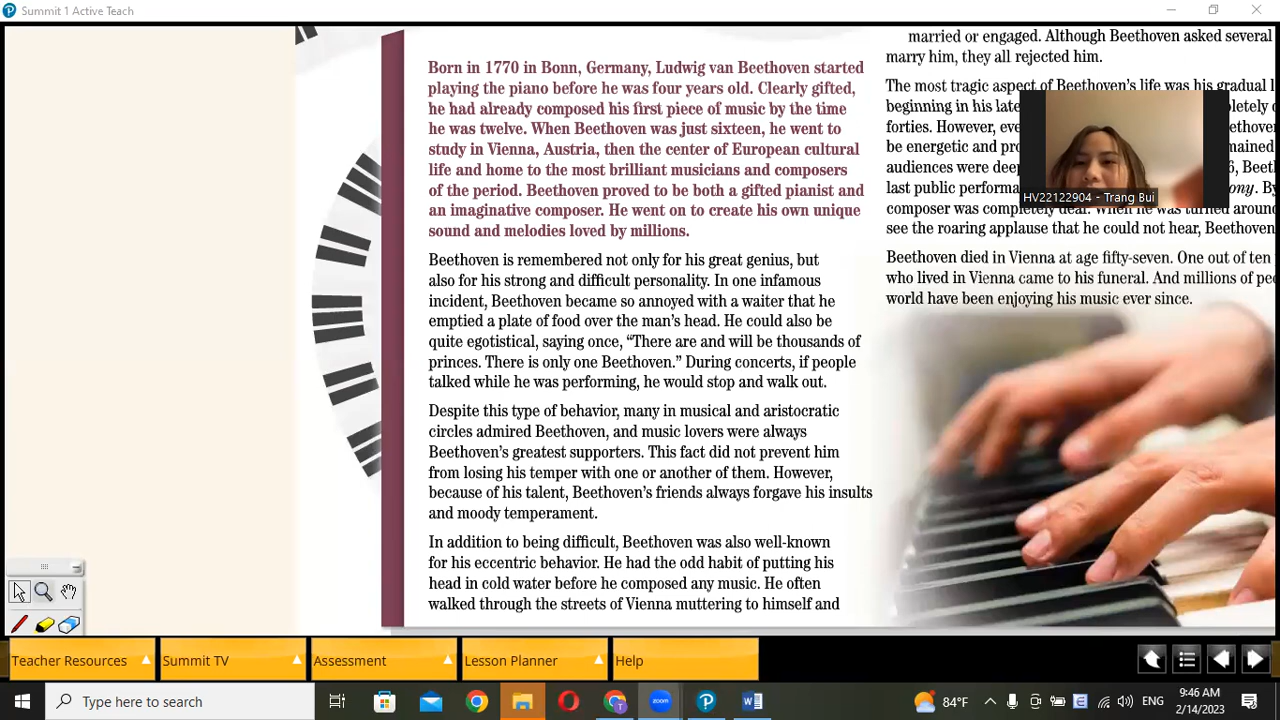 Summit 1 Active Teach
Born in 1770 in Bonn, Germany, Ludwig van Beethoven started
playing the piano before he was four years old. Clearly gifted,
he had already composed his first piece of music by the time
he was twelve. When Beethoven was just sixteen, he went to
study in Vienna, Austria, then the center of European cultural
life and home to the most brilliant musicians and composers
of the period. Beethoven proved to be both a gifted pianist and
an imaginative composer. He went on to create his own unique
sound and melodies loved by millions.
Beethoven is remembered not only for his great genius, but
also for his strong and difficult personality. In one infamous
incident, Beethoven became so annoyed with a waiter that he
emptied a plate of food over the man's head. He could also be
quite egotistical, saying once, “There are and will be thousands of
princes. There is only one Beethoven.” During concerts, if people
talked while he was performing, he would stop and walk out.
Despite this type of behavior, many in musical and aristocratic
circles admired Beethoven, and music lovers were always
Beethoven's greatest supporters. This fact did not prevent him
from losing his temper with one or another of them. However,
because of his talent, Beethoven's friends always forgave his insults
and moody temperament.
In addition to being difficult, Beethoven was also well-known
for his eccentric behavior. He had the odd habit of putting his
head in cold water before he composed any music. He often
walked through the streets of Vienna muttering to himself and
married or engaged. Although Beethoven asked several
marry him, they all rejected him.
The most tragic aspect of Beethoven's life was his gradual
beginning in his
forties. However,
be energetic and
audiences were
last public
composer was completely deaf. When he was turned
see the roaring applause that he could not hear, Beethoven
Beethoven died in Vienna at age fifty-seven. One out of ten
who lived in Vienna came to his funeral. And millions of
world have been enjoying his music ever since.
HV22122904 - Trang Bui
Teacher Resources
Summit TV
Assessment
Lesson Planner
Help
Type here to search
zoom
84°F
ENG
9:46 AM
2/14/2023